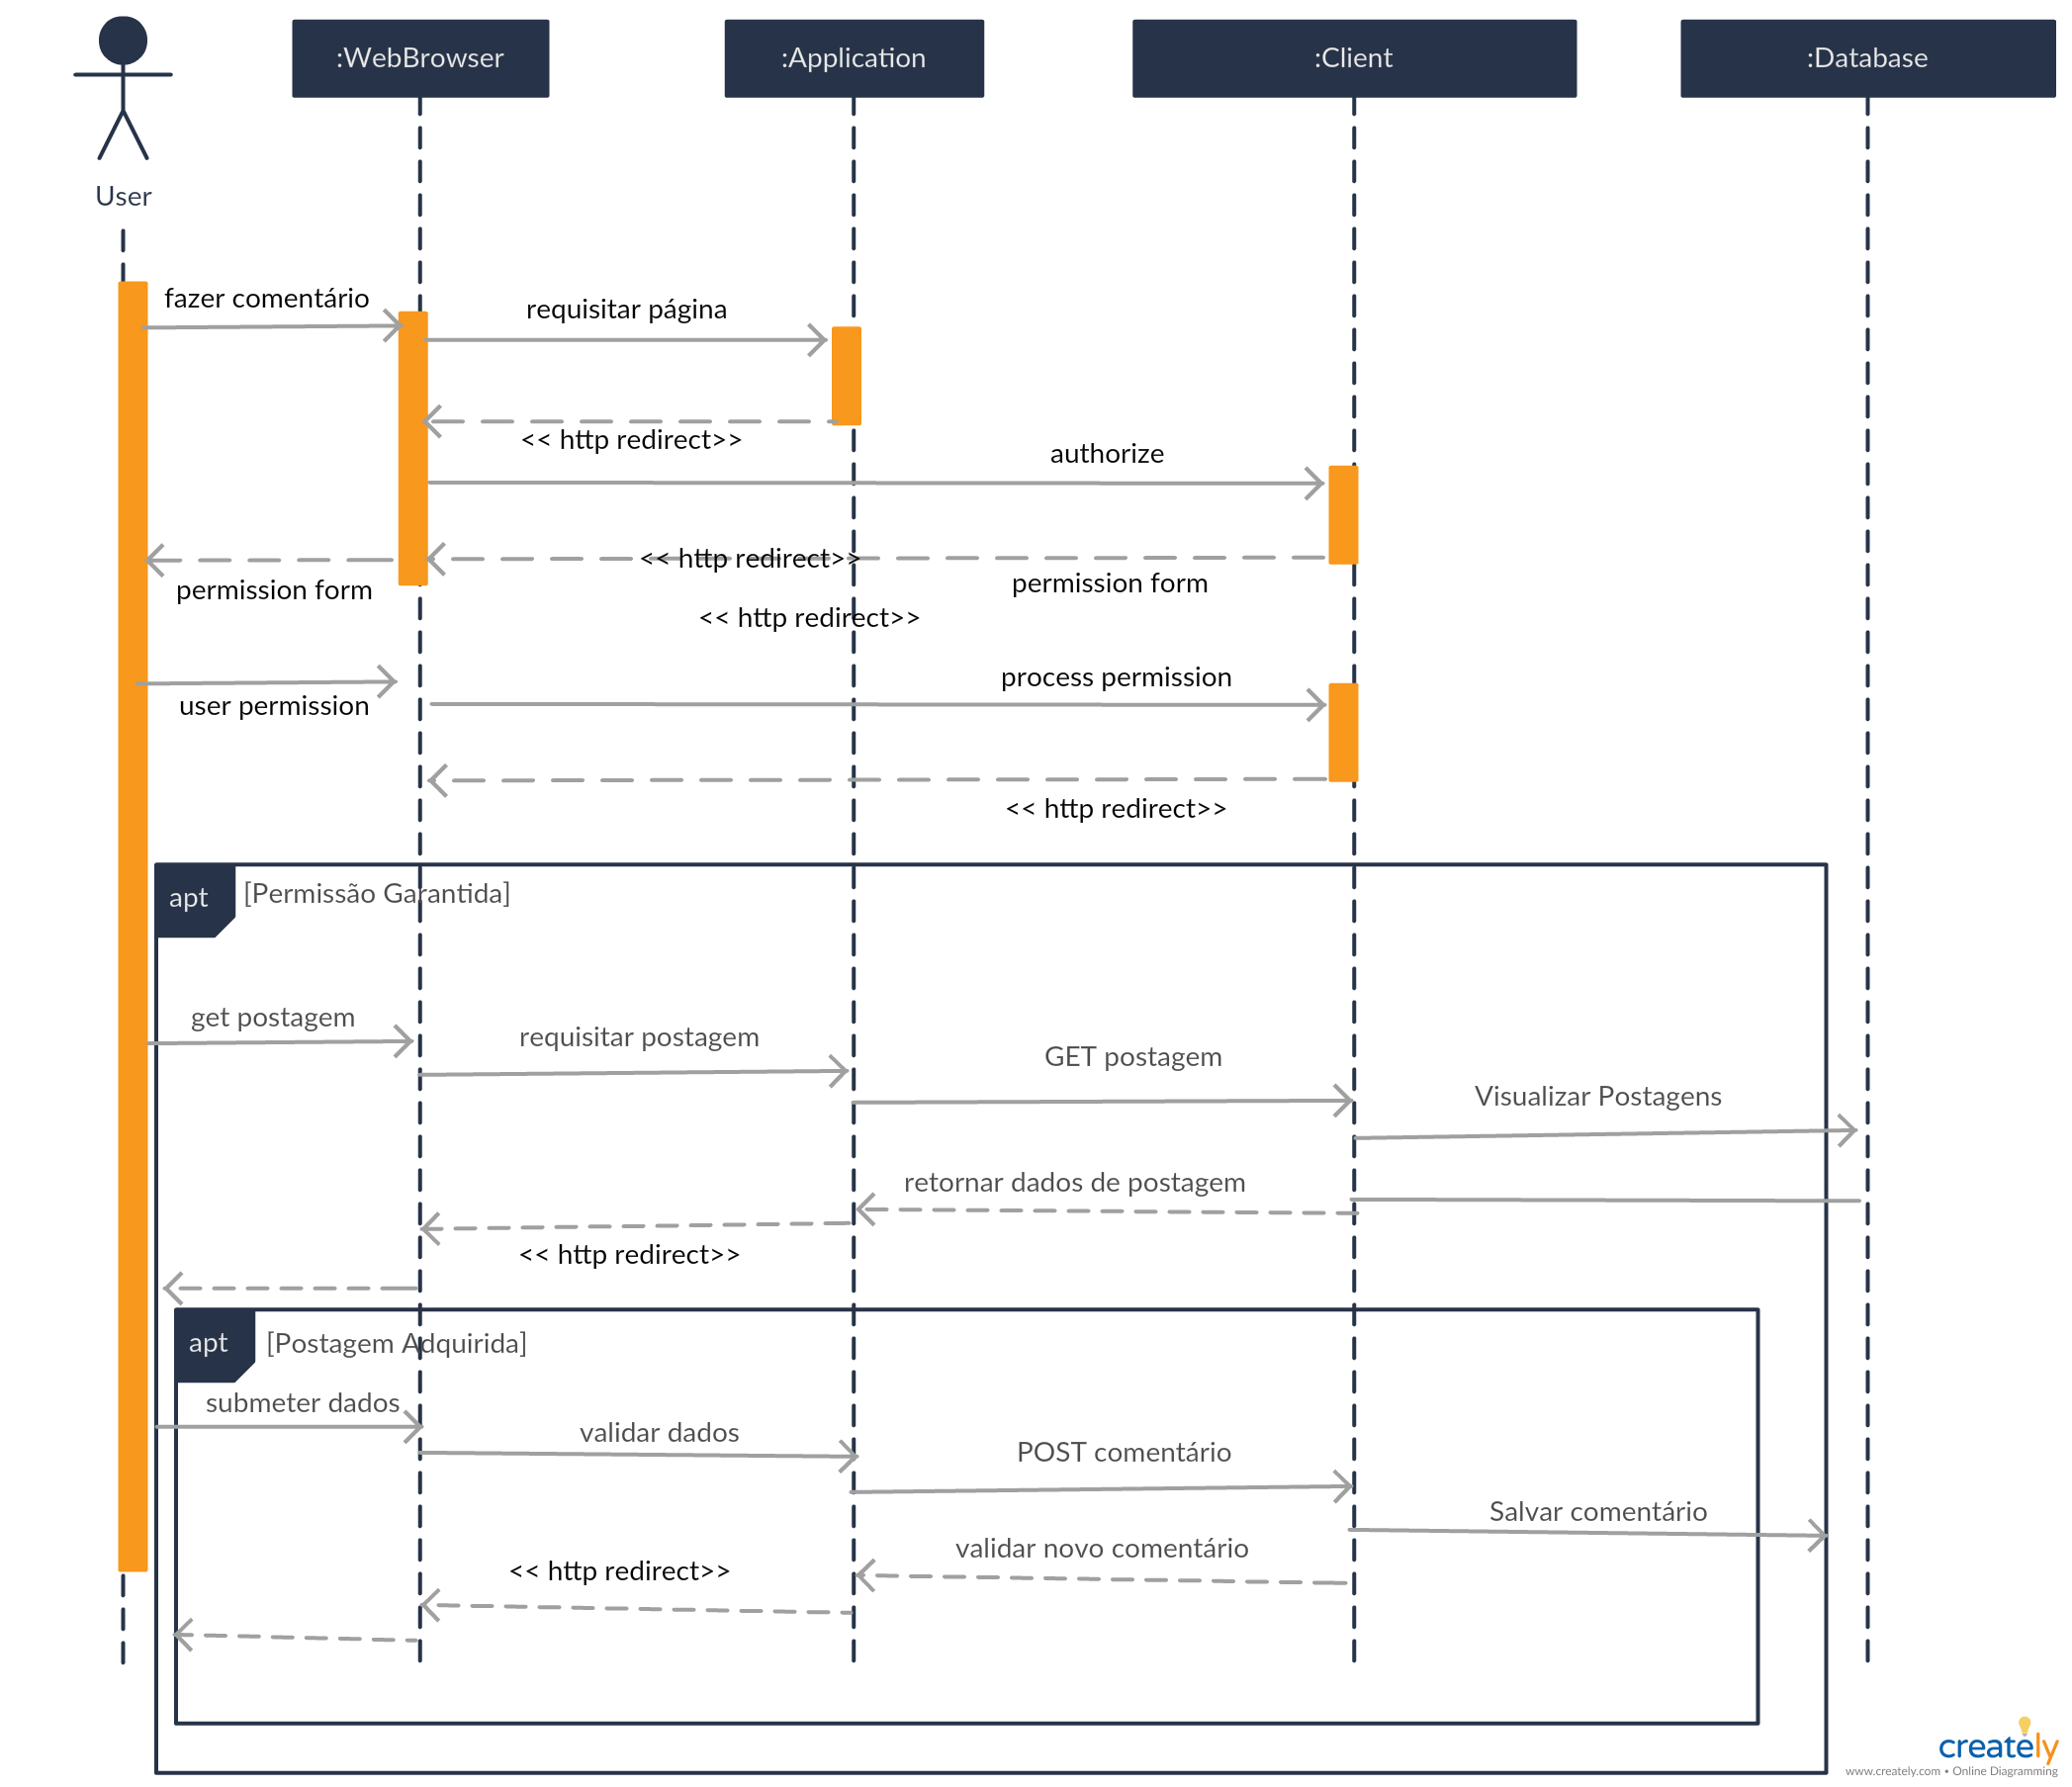 :WebBrowser
:Application
:Client
:Database
User
fazer comentário
requisitar página
<< http redirect>>
authorize
<< http redirect>>
permission form
permission form
<< http redirect>>
process permission
user permission
<< http redirect>>
apt
[Permissão Garantida]
get postagem
requisitar postagem
GET postagem
Visualizar Postagens
retornar dados de postagem
<< http redirect>>
apt
[Postagem Adquirida]
submeter dados
validar dados
POST comentário
Salvar comentário
validar novo comentário
<< http redirect>>
creately
www.creately.com • Online Diagramming